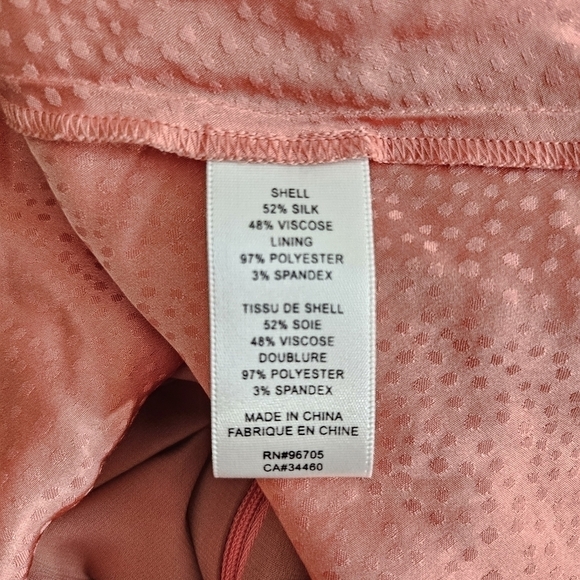 SHELL
52% SILK
48% VISCOSE
LINING
97% POLYESTER
3% SPANDEX
TISSU DE SHELL
52% SOIE
48% VISCOSE
DOUBLURE
97% POLYESTER
3% SPANDEX
MADE IN CHINA
FABRIQUE EN CHINE
RN#96705
CA#34460